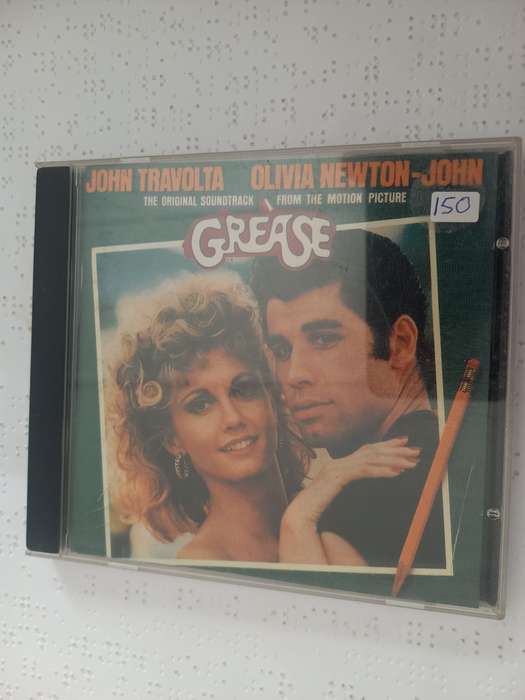 JOHN TRAVOLTA OLIVIA NEWTON-JOHN
THE ORIGINAL SOUNDTRACK FROM THE MOTION PICTURE
150
GREASE